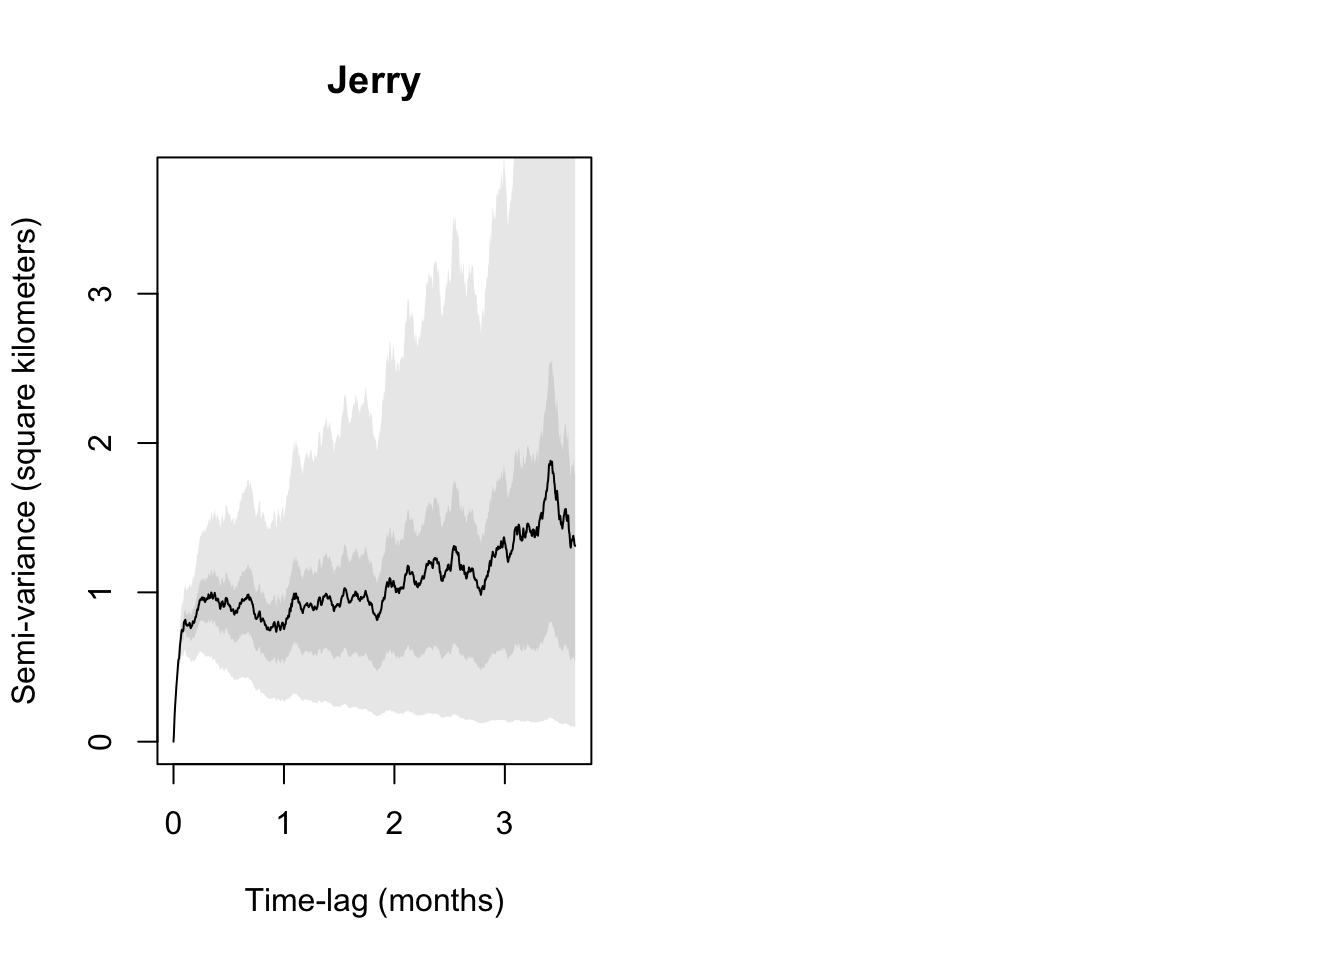 Jerry
Semi-variance (square kilometers)
3
2
1
0
0 1 2 3
Time-lag (months)